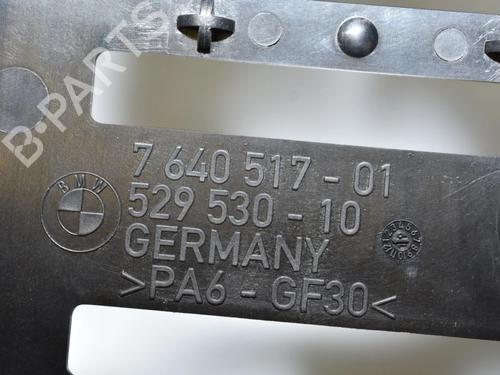 B-PARTS
7 640 517-01
BMW
529 530-10
GERMANY
>PA6-GF30<